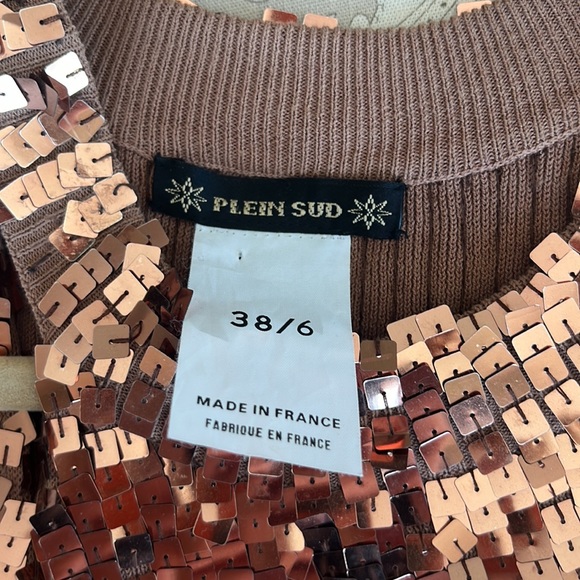 PLEIN SUD
38/6
MADE IN FRANCE
FABRIQUE EN FRANCE